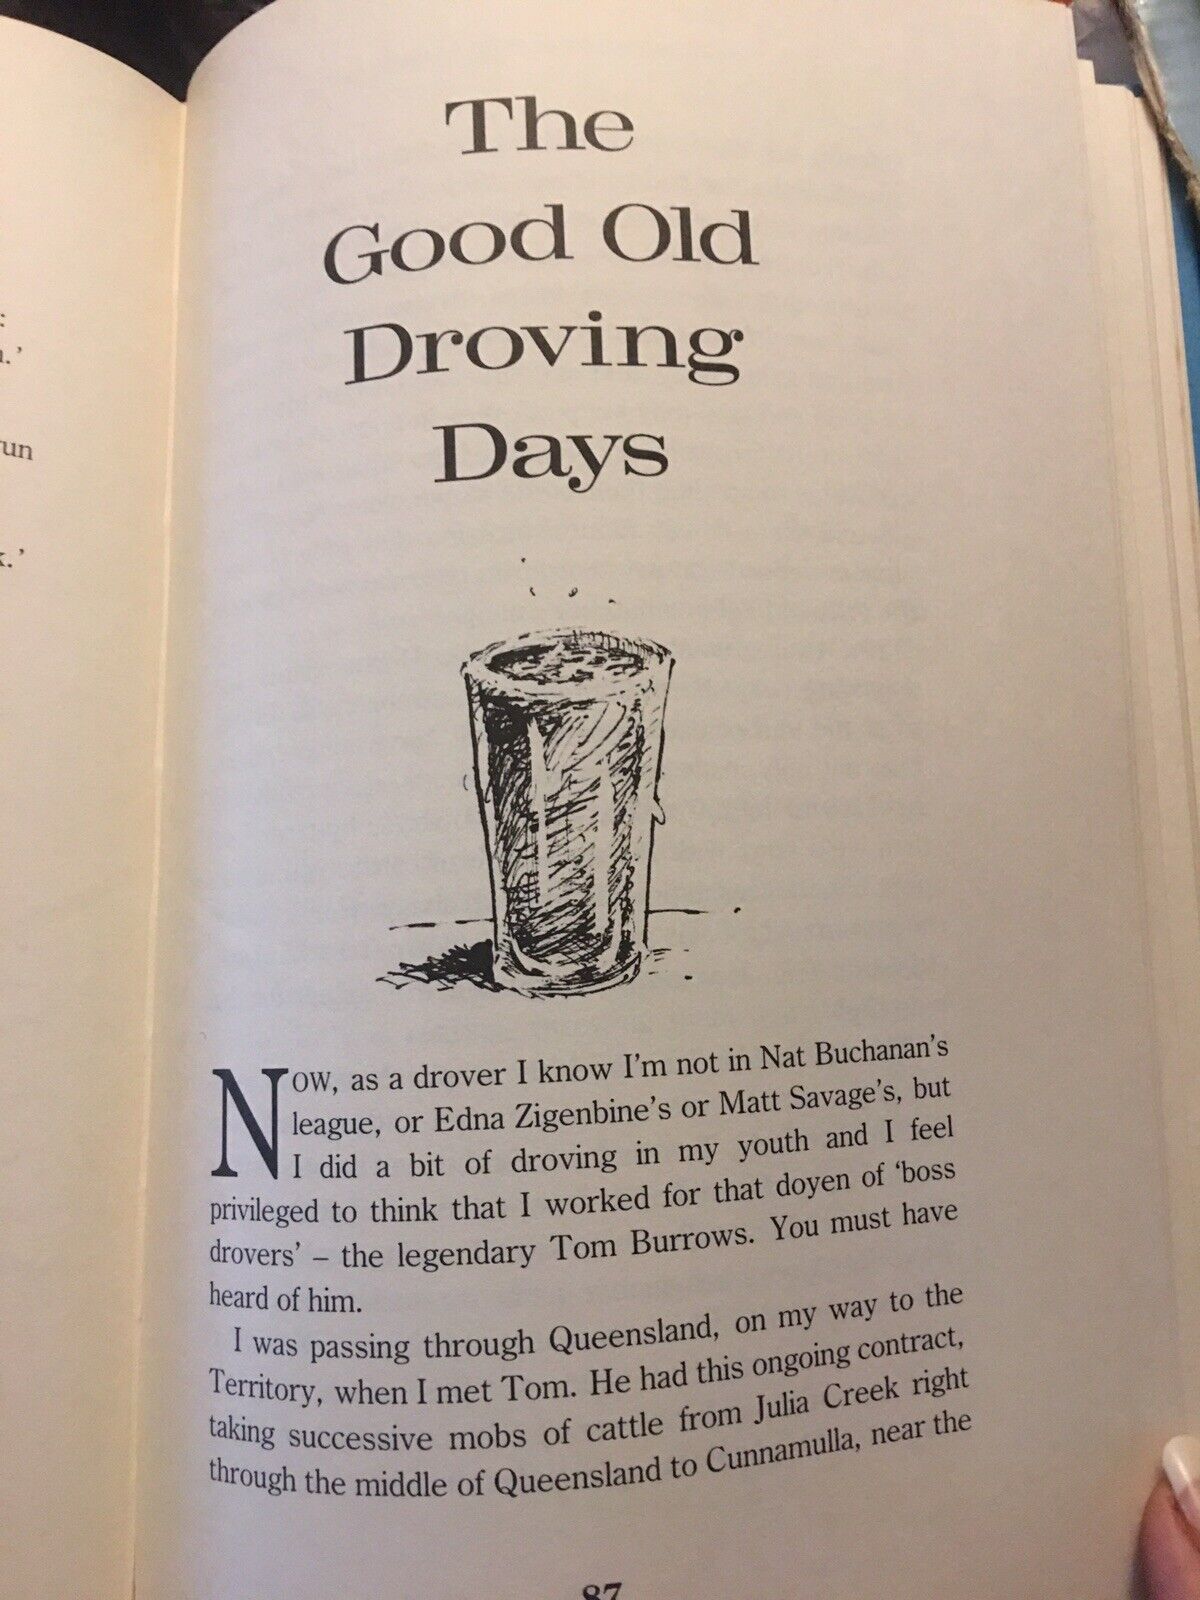 :
.'
un
k.'
The
Good Old
Droving
Days
NOW, as a drover I know I'm not in Nat Buchanan's
league, or Edna Zigenbine's or Matt Savage's, but
I did a bit of droving in my youth and I feel
privileged to think that I worked for that doyen of 'boss
drovers' – the legendary Tom Burrows. You must have
heard of him.
I was passing through Queensland, on my way to the
Territory, when I met Tom. He had this ongoing contract,
taking successive mobs of cattle from Julia Creek right
through the middle of Queensland to Cunnamulla, near the
87